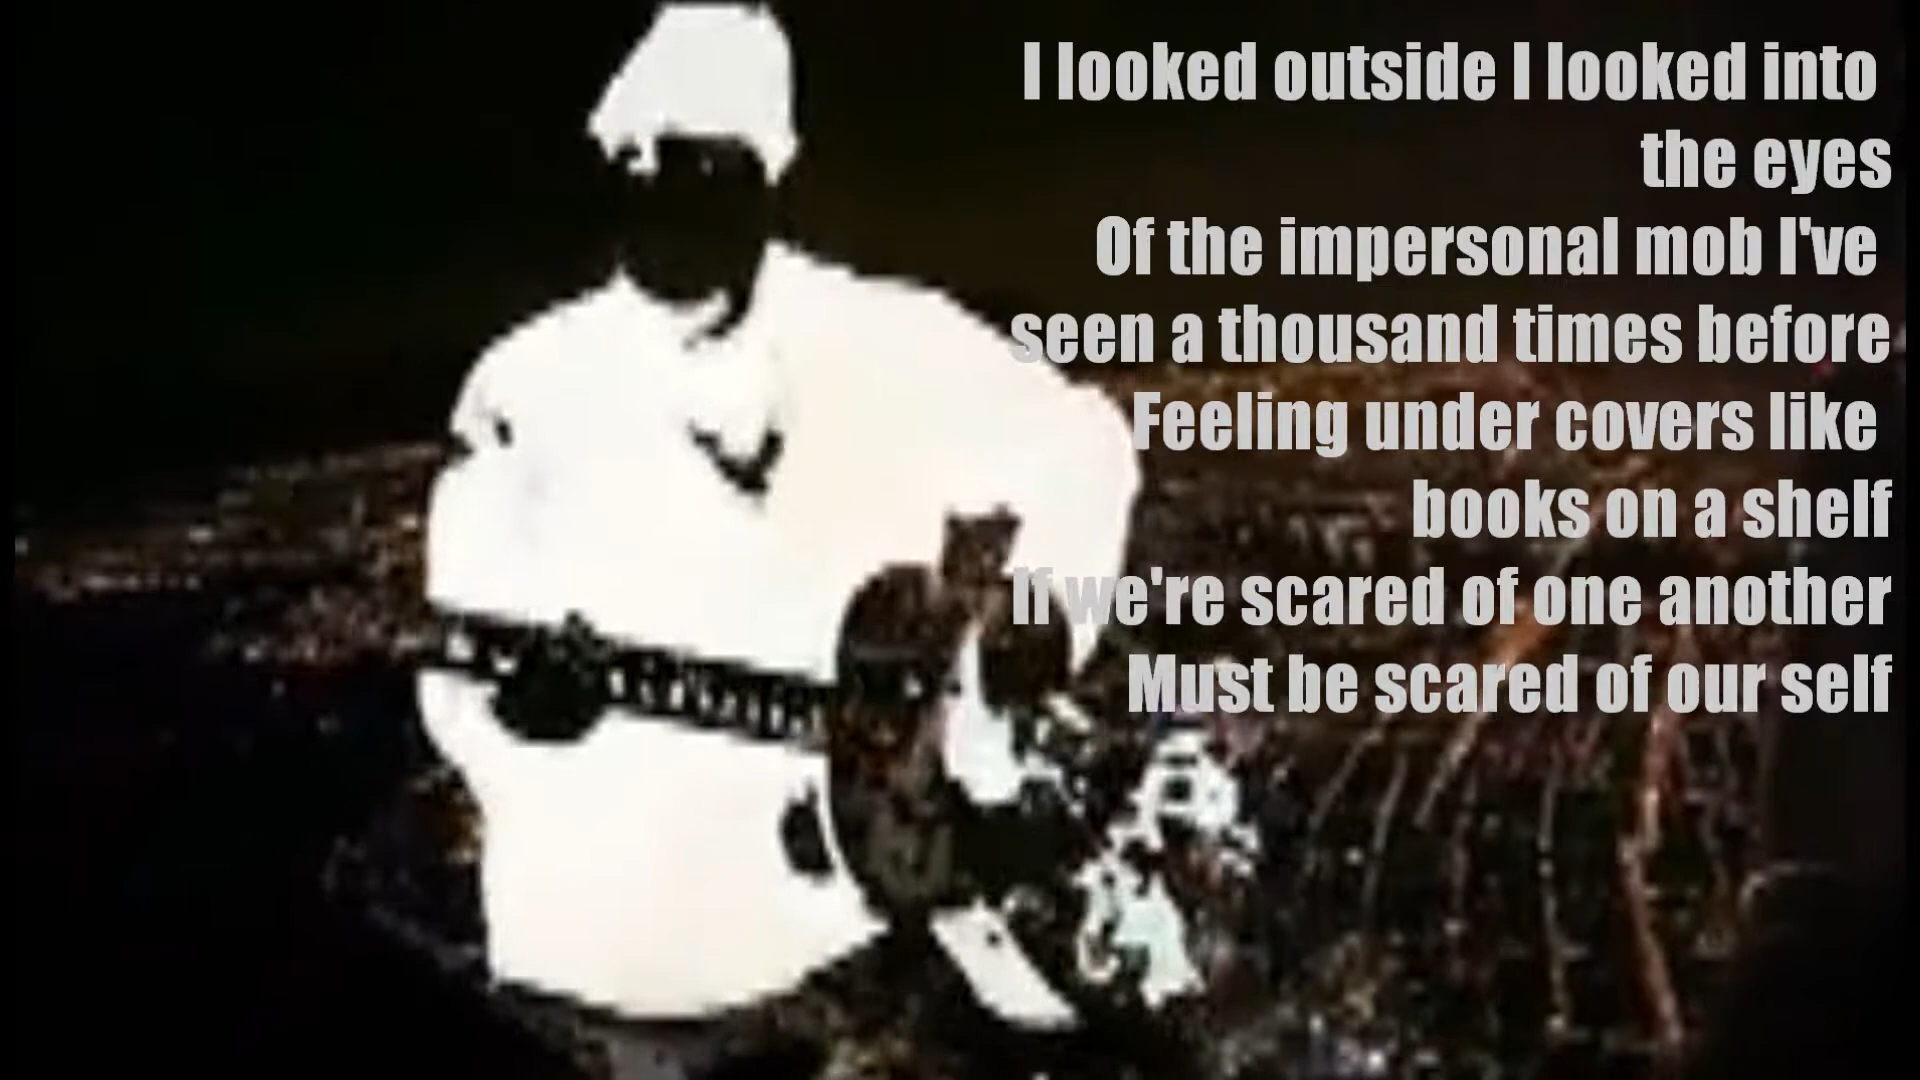 I looked outside I looked into
the eyes
Of the impersonal mob I've
seen a thousand times before
Feeling under covers like
books on a shelf
If we're scared of one another
Must be scared of our self